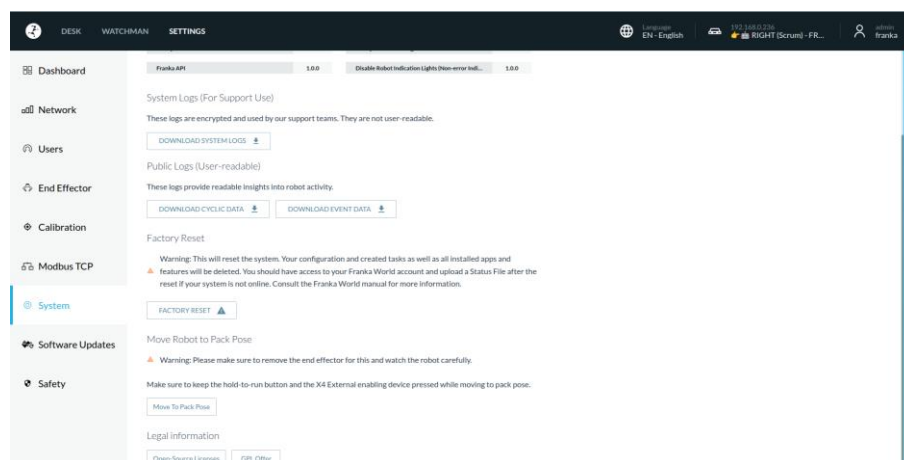 DESK WATCHMAN SETTINGS
Language
EN - English
192.168.0.236
RIGHT (Scrum) - FR...
admin
franka
Dashboard
Network
Users
End Effector
Calibration
Modbus TCP
System
Software Updates
Safety
Franka API 1.0.0 Disable Robot Indication Lights (Non-error Indi... 1.0.0
System Logs (For Support Use)
These logs are encrypted and used by our support teams. They are not user-readable.
DOWNLOAD SYSTEM LOGS
Public Logs (User-readable)
These logs provide readable insights into robot activity.
DOWNLOAD CYCLIC DATA DOWNLOAD EVENT DATA
Factory Reset
Warning: This will reset the system. Your configuration and created tasks as well as all installed apps and
features will be deleted. You should have access to your Franka World account and upload a Status File after the
reset if your system is not online. Consult the Franka World manual for more information.
FACTORY RESET
Move Robot to Pack Pose
Warning: Please make sure to remove the end effector for this and watch the robot carefully.
Make sure to keep the hold-to-run button and the X4 External enabling device pressed while moving to pack pose.
Move To Pack Pose
Legal information
Open-Source Licenses GPL Offer